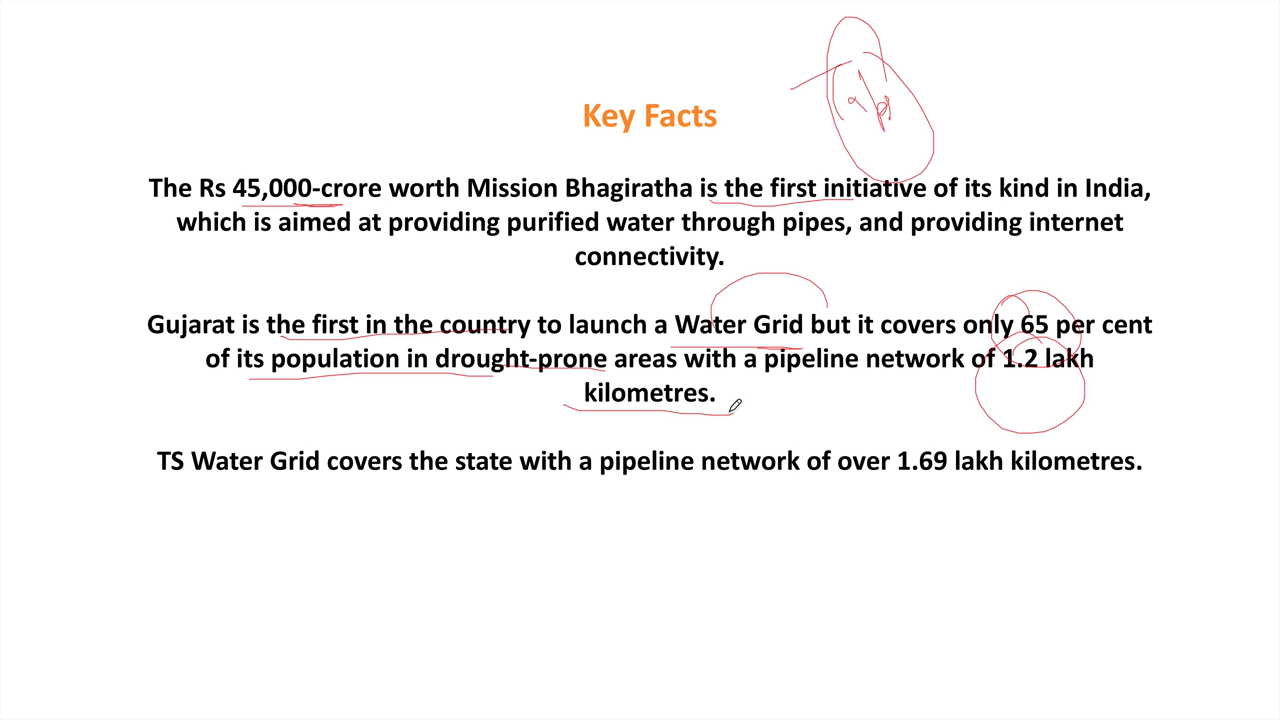 Key Facts
The Rs 45,000-crore worth Mission Bhagiratha is the first initiative of its kind in India,
which is aimed at providing purified water through pipes, and providing internet
connectivity.
Gujarat is the first in the country to launch a Water Grid but it covers only 65 per cent
of its population in drought-prone areas with a pipeline network of 1.2 lakh
kilometres.
TS Water Grid covers the state with a pipeline network of over 1.69 lakh kilometres.